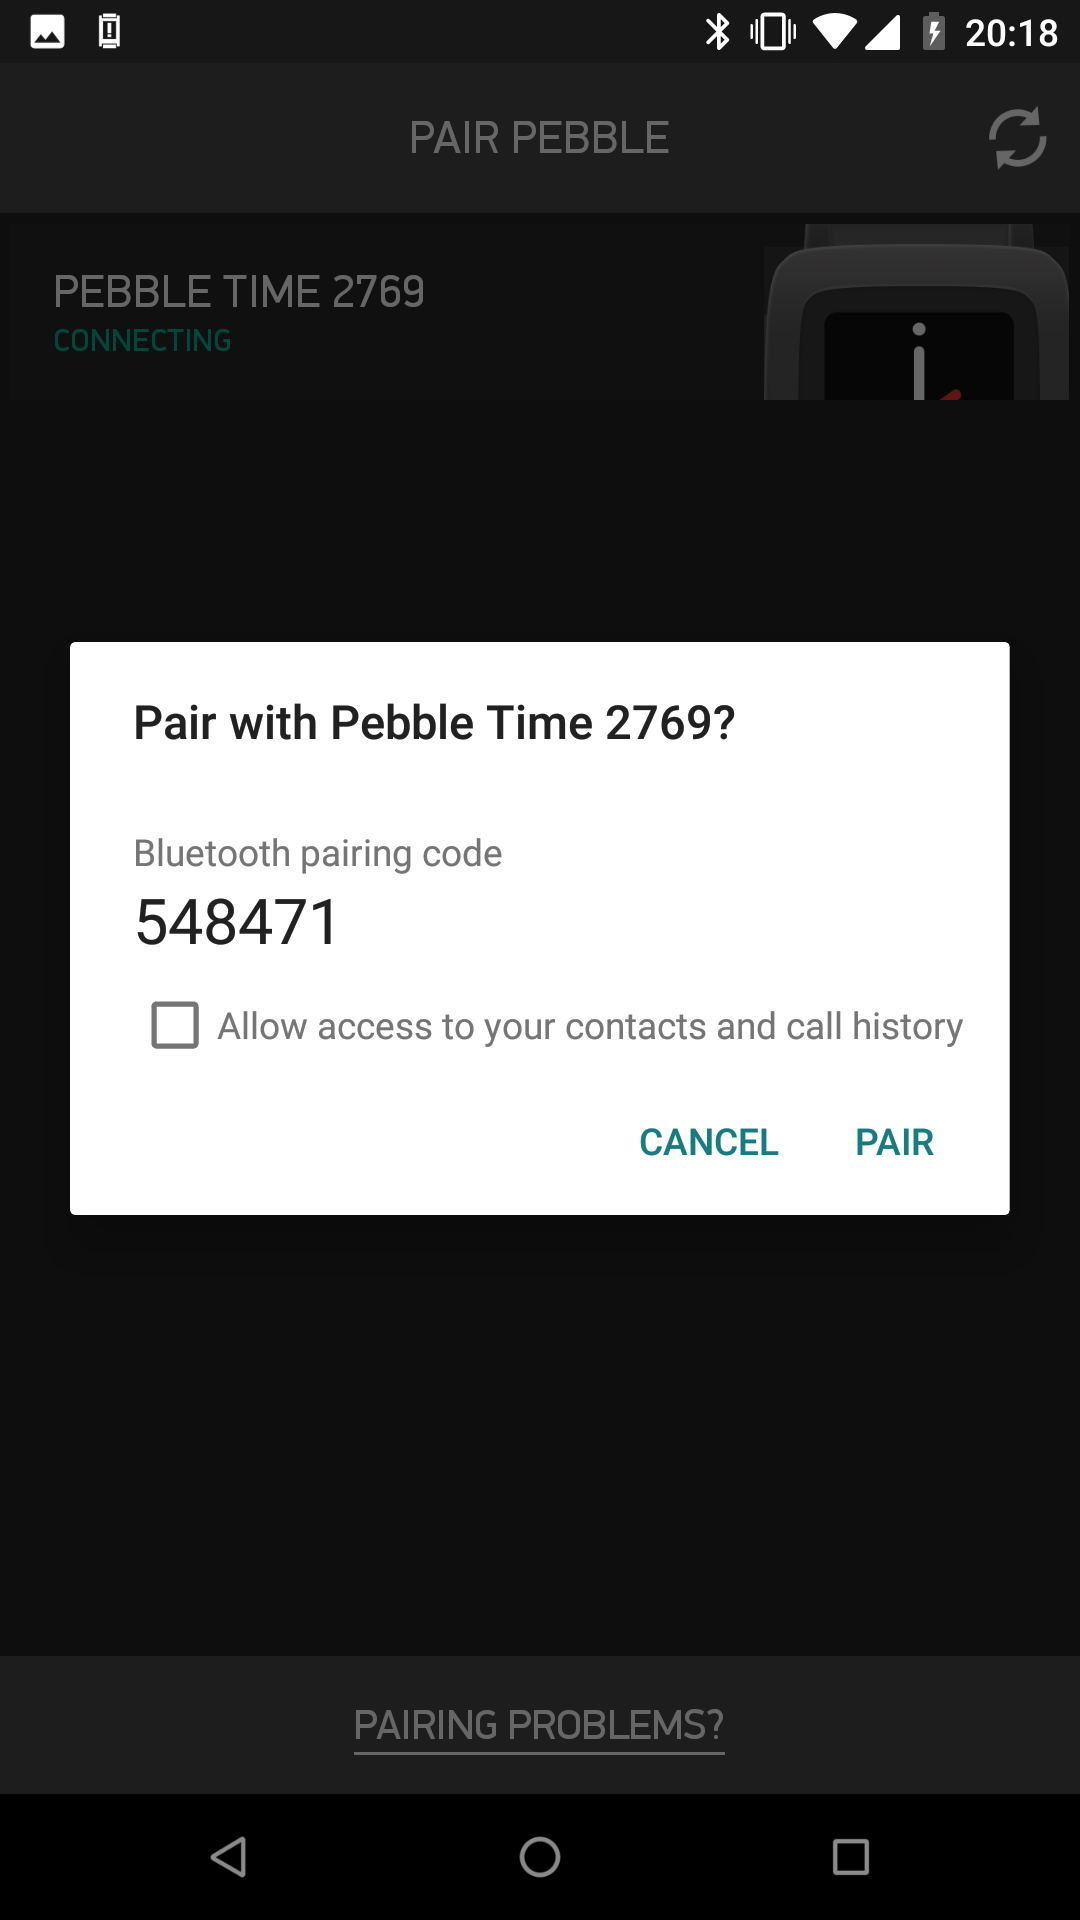 20:18
PAIR PEBBLE
PEBBLE TIME 2769
CONNECTING
Pair with Pebble Time 2769?
Bluetooth pairing code
548471
Allow access to your contacts and call history
CANCEL PAIR
PAIRING PROBLEMS?